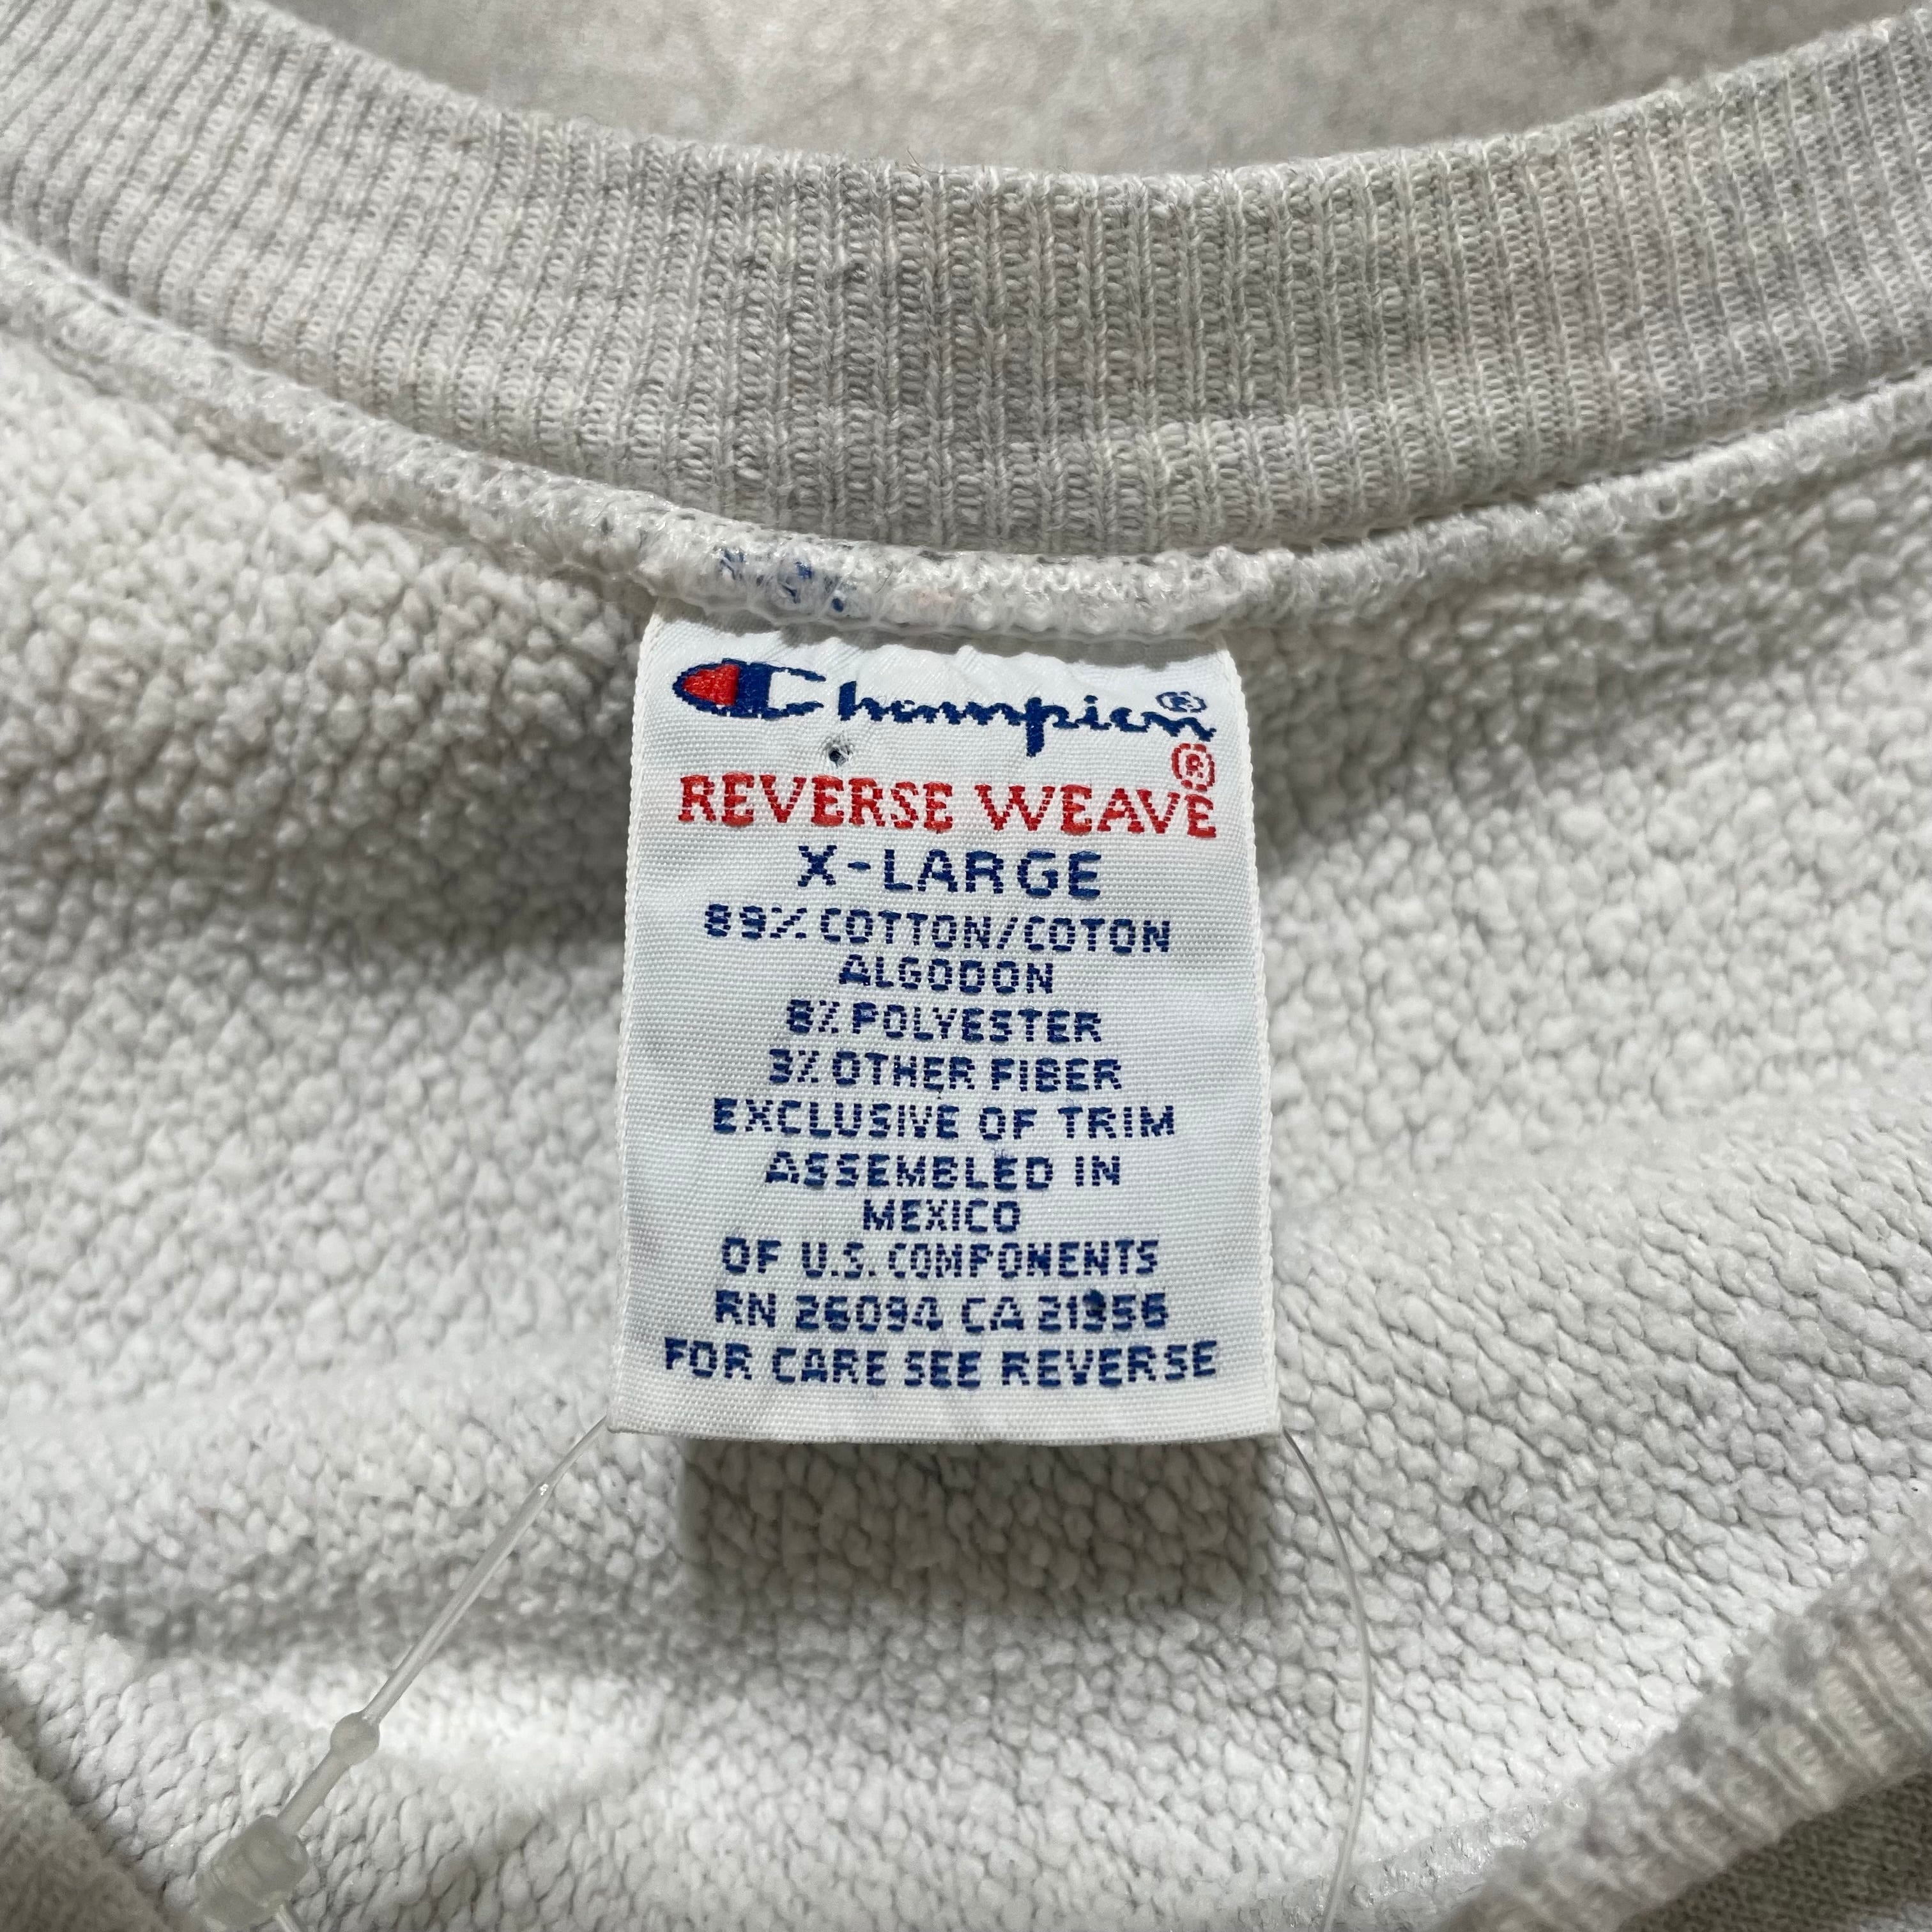 Champion®
REVERSE WEAVE®
X-LARGE
89% COTTON/COTON
ALGODON
8% POLYESTER
3% OTHER FIBER
EXCLUSIVE OF TRIM
ASSEMBLED IN
MEXICO
OF U.S. COMPONENTS
RN 26094 CA 21356
FOR CARE SEE REVERSE